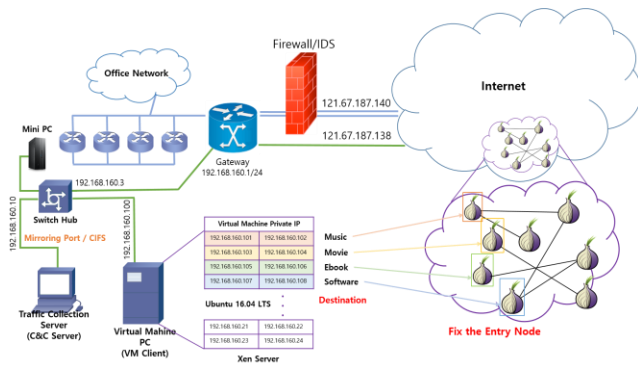 Firewall/IDS
Office Network
Internet
121.67.187.140
121.67.187.138
Mini PC
Gateway
192.168.160.1/24
192.168.160.3
Switch Hub
192.168.160.10
192.168.160.100
Mirroring Port / CIFS
Virtual Machine Private IP
192.168.160.101 192.168.160.102
192.168.160.103 192.168.160.104
192.168.160.105 192.168.160.106
192.168.160.107 192.168.160.108
Music
Movie
Ebook
Software
Destination
Ubuntu 16.04 LTS
192.168.160.21 192.168.160.22
192.168.160.23 192.168.160.24
Xen Server
Traffic Collection
Server
(C&C Server)
Virtual Mahine
PC
(VM Client)
Fix the Entry Node